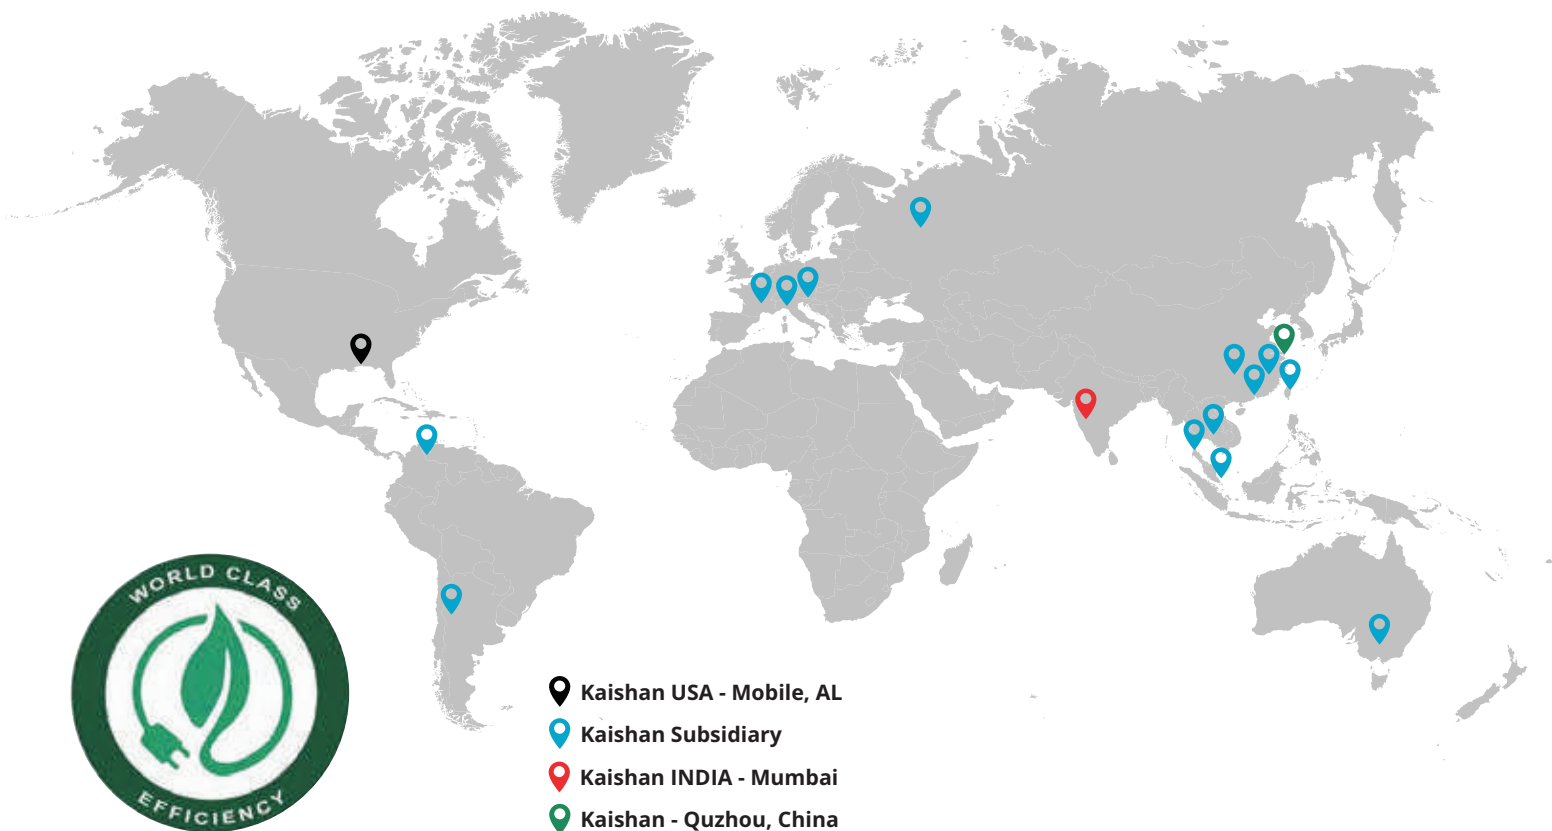 WORLD CLASS
EFFICIENCY
Kaishan USA - Mobile, AL
Kaishan Subsidiary
Kaishan INDIA - Mumbai
Kaishan - Quzhou, China